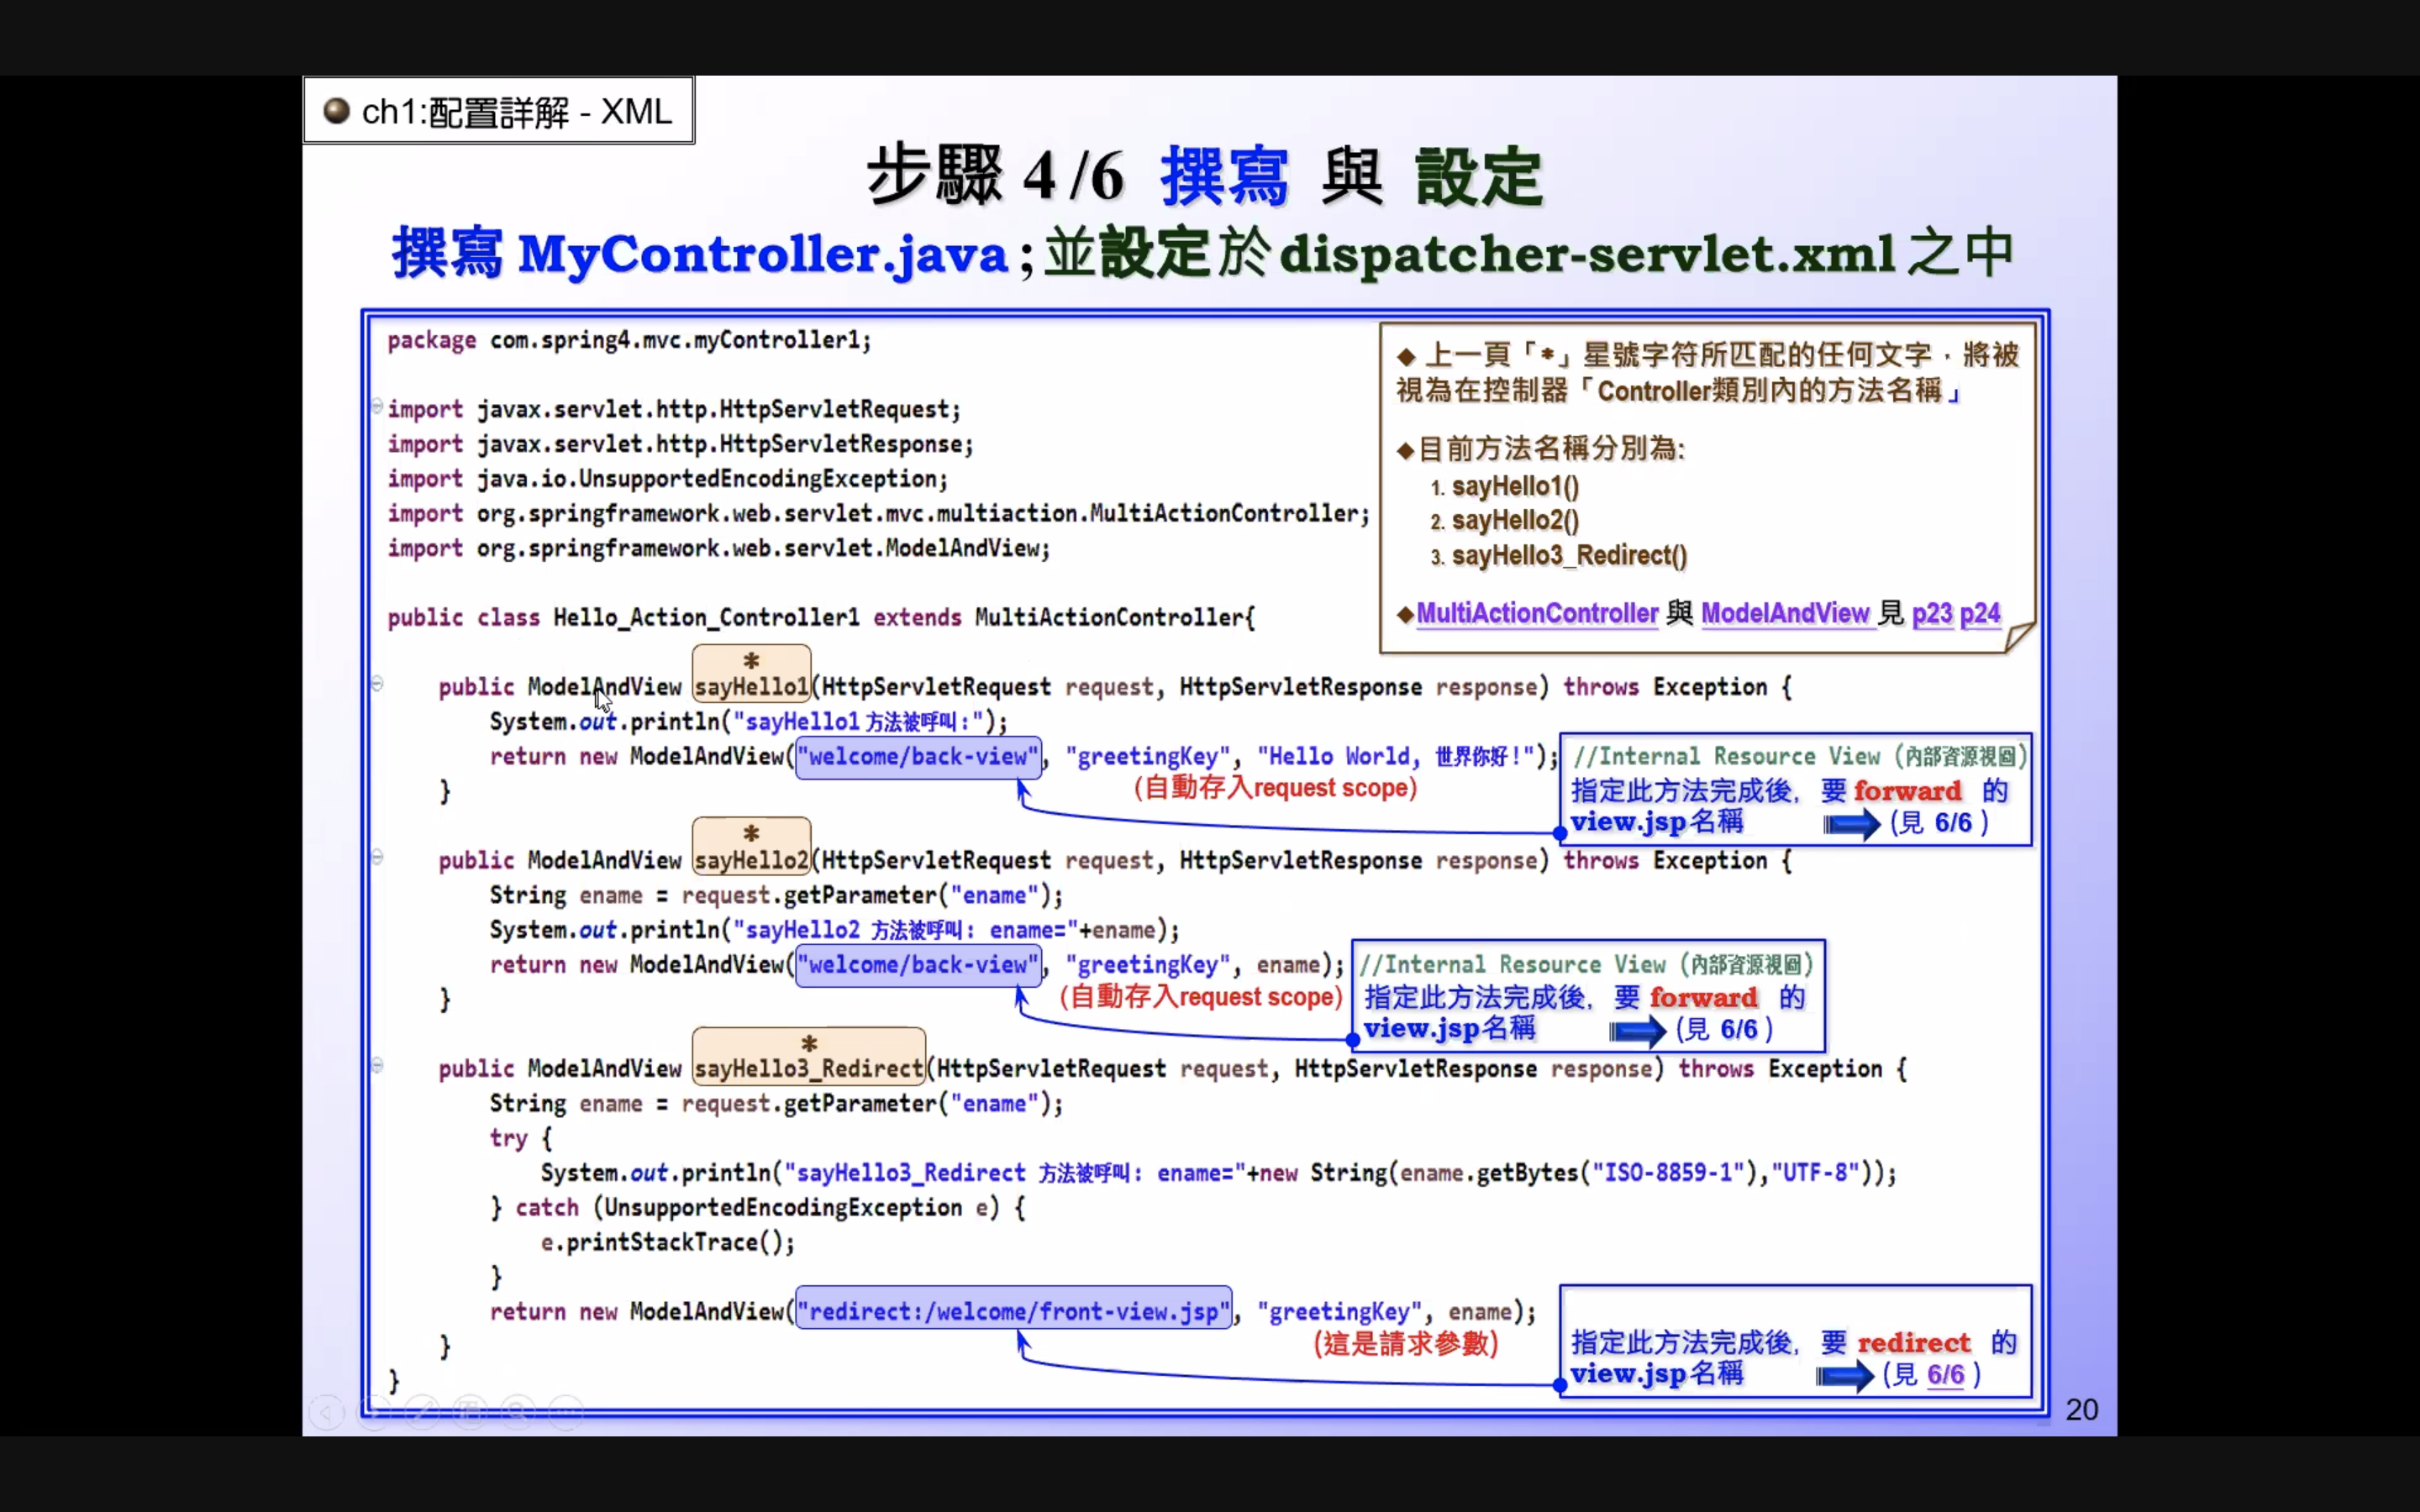 ch1:配置詳解 - XML
步驟 4 /6 撰寫 與 設定
撰寫 MyController.java ; 並設定於 dispatcher-servlet.xml 之中
package com.spring4.mvc.myController1;
import javax.servlet.http.HttpServletRequest;
import javax.servlet.http.HttpServletResponse;
import java.io.UnsupportedEncodingException;
import org.springframework.web.servlet.mvc.multiaction.MultiActionController;
import org.springframework.web.servlet.ModelAndView;
◆ 上一頁「*」星號字符所匹配的任何文字,將被
視為在控制器「Controller類別內的方法名稱」
◆目前方法名稱分別為:
1. sayHello1()
2. sayHello2()
3. sayHello3_Redirect()
◆MultiActionController 與 ModelAndView 見 p23 p24
public class Hello_Action_Controller1 extends MultiActionController{
*
public ModelAndView sayHello1(HttpServletRequest request, HttpServletResponse response) throws Exception {
System.out.println("sayHello1 方法被呼叫:");
return new ModelAndView("welcome/back-view", "greetingKey", "Hello World, 世界你好!"); //Internal Resource View (內部資源視圖)
(自動存入request scope)
指定此方法完成後, 要 forward 的
view.jsp名稱 (見 6/6 )
}
*
public ModelAndView sayHello2(HttpServletRequest request, HttpServletResponse response) throws Exception {
String ename = request.getParameter("ename");
System.out.println("sayHello2 方法被呼叫: ename="+ename);
return new ModelAndView("welcome/back-view", "greetingKey", ename); //Internal Resource View (內部資源視圖)
(自動存入request scope)
指定此方法完成後, 要 forward 的
view.jsp名稱 (見 6/6 )
}
*
public ModelAndView sayHello3_Redirect(HttpServletRequest request, HttpServletResponse response) throws Exception {
String ename = request.getParameter("ename");
try {
System.out.println("sayHello3_Redirect 方法被呼叫: ename="+new String(ename.getBytes("ISO-8859-1"),"UTF-8"));
} catch (UnsupportedEncodingException e) {
e.printStackTrace();
}
return new ModelAndView("redirect:/welcome/front-view.jsp", "greetingKey", ename);
(這是請求參數)
指定此方法完成後, 要 redirect 的
view.jsp名稱 (見 6/6 )
}
}
20